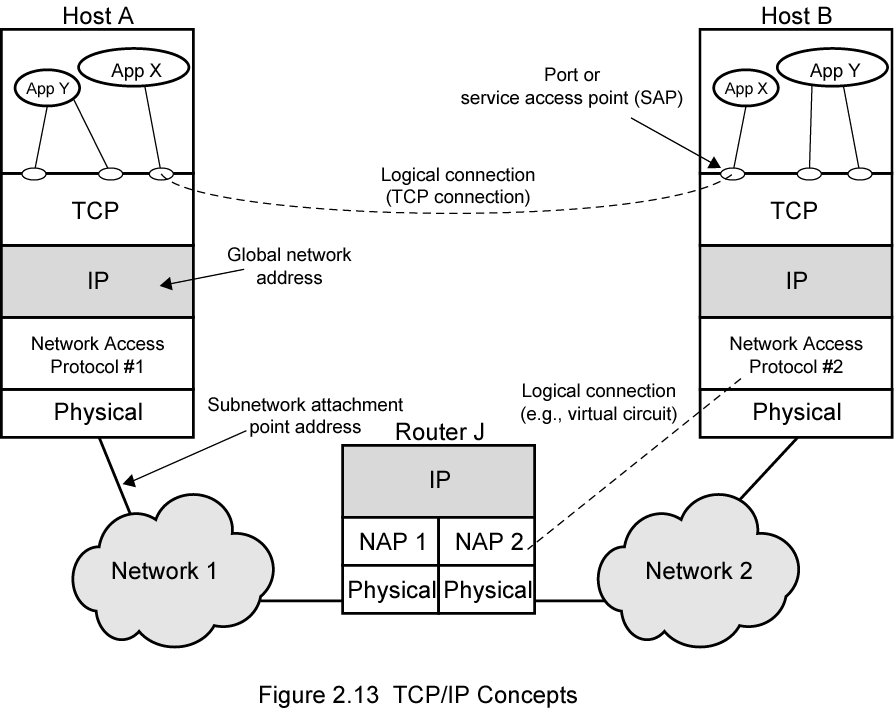 Host A
Host B
App X
App Y
Port or
service access point (SAP)
App X
App Y
Logical connection
(TCP connection)
TCP
TCP
Global network
address
IP
IP
Network Access
Protocol #1
Network Access
Protocol #2
Physical
Subnetwork attachment
point address
Logical connection
(e.g., virtual circuit)
Physical
Router J
IP
NAP 1
NAP 2
Physical
Physical
Network 1
Network 2
Figure 2.13 TCP/IP Concepts